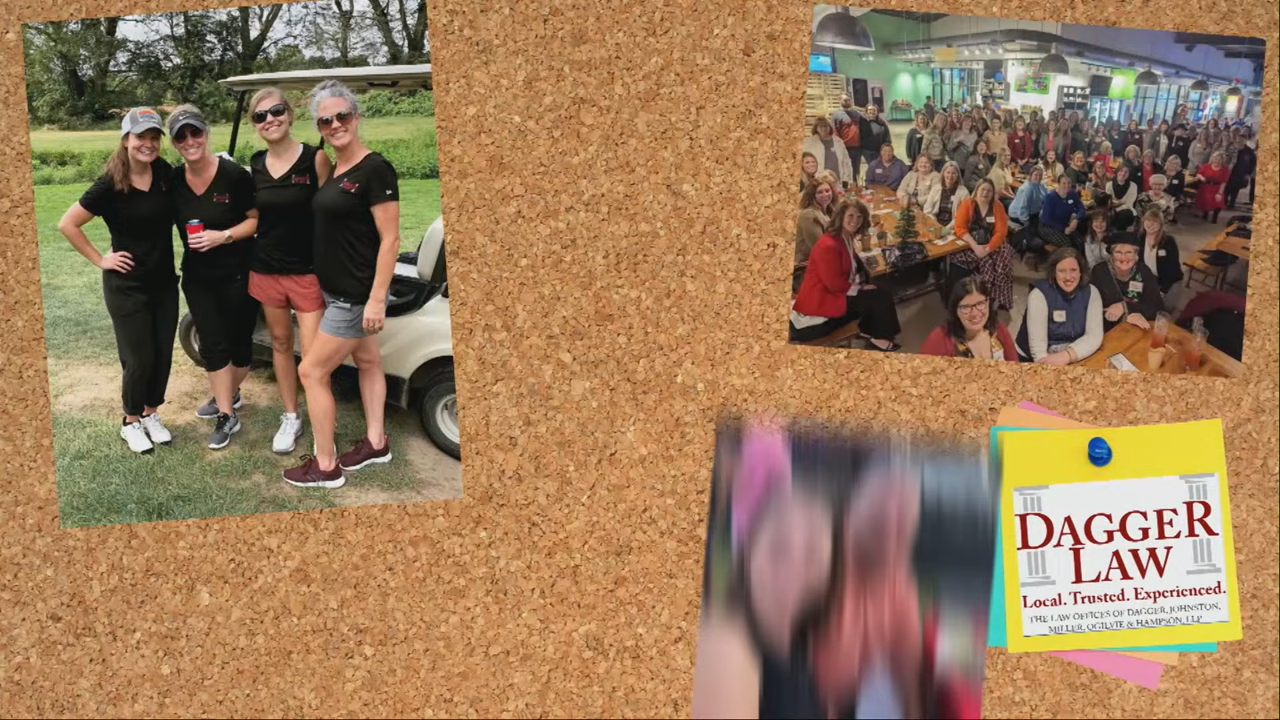 DAGGER
LAW
Local. Trusted. Experienced.
THE LAW OFFICES OF DAGGER, JOHNSTON,
MILLER, OGILVIE & HAMPSON, LLP